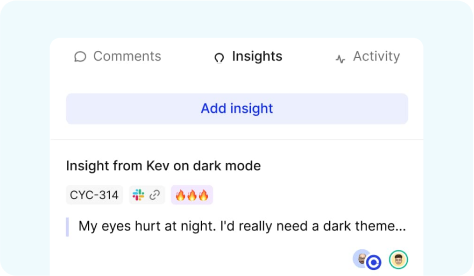 Comments
Insights
Activity
Add insight
Insight from Kev on dark mode
CYC-314
My eyes hurt at night. I'd really need a dark theme...